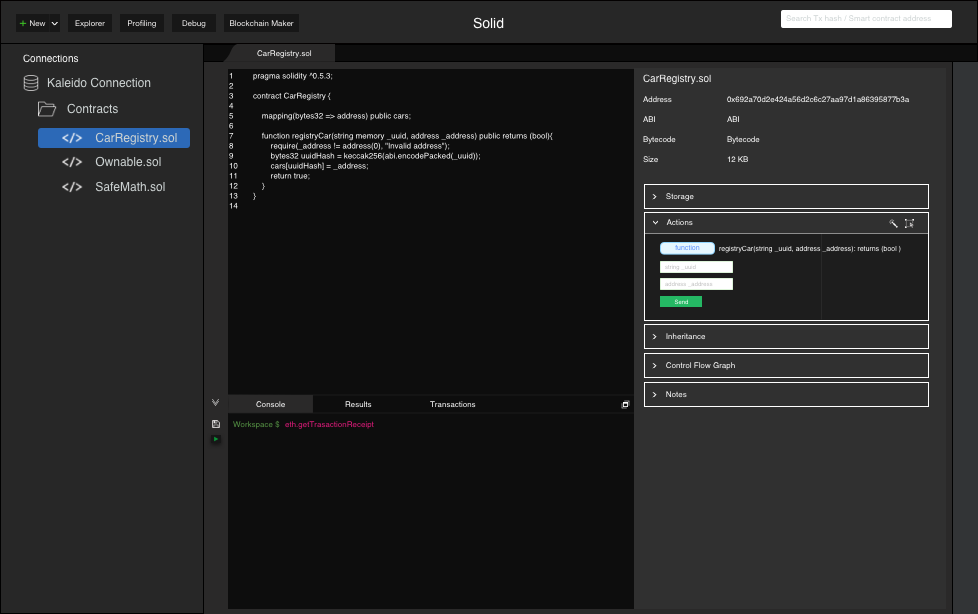 + New
Explorer
Profiling
Debug
Blockchain Maker
Solid
Search Tx hash / Smart contract address
Connections
Kaleido Connection
Contracts
</> CarRegistry.sol
</> Ownable.sol
</> SafeMath.sol
CarRegistry.sol
1 pragma solidity ^0.5.3;
2
3 contract CarRegistry {
4
5 mapping(bytes32 => address) public cars;
6
7 function registryCar(string memory _uuid, address _address) public returns (bool){
8 require(_address != address(0), "Invalid address");
9 bytes32 uuidHash = keccak256(abi.encodePacked(_uuid));
10 cars[uuidHash] = _address;
11 return true;
12 }
13 }
14
Console
Results
Transactions
Workspace $ eth.getTrasactionReceipt
CarRegistry.sol
Address 0x692a70d2e424a56d2c6c27aa97d1a86395877b3a
ABI ABI
Bytecode Bytecode
Size 12 KB
Storage
Actions
function registryCar(string _uuid, address _address): returns (bool )
string _uuid
address _address
Send
Inheritance
Control Flow Graph
Notes